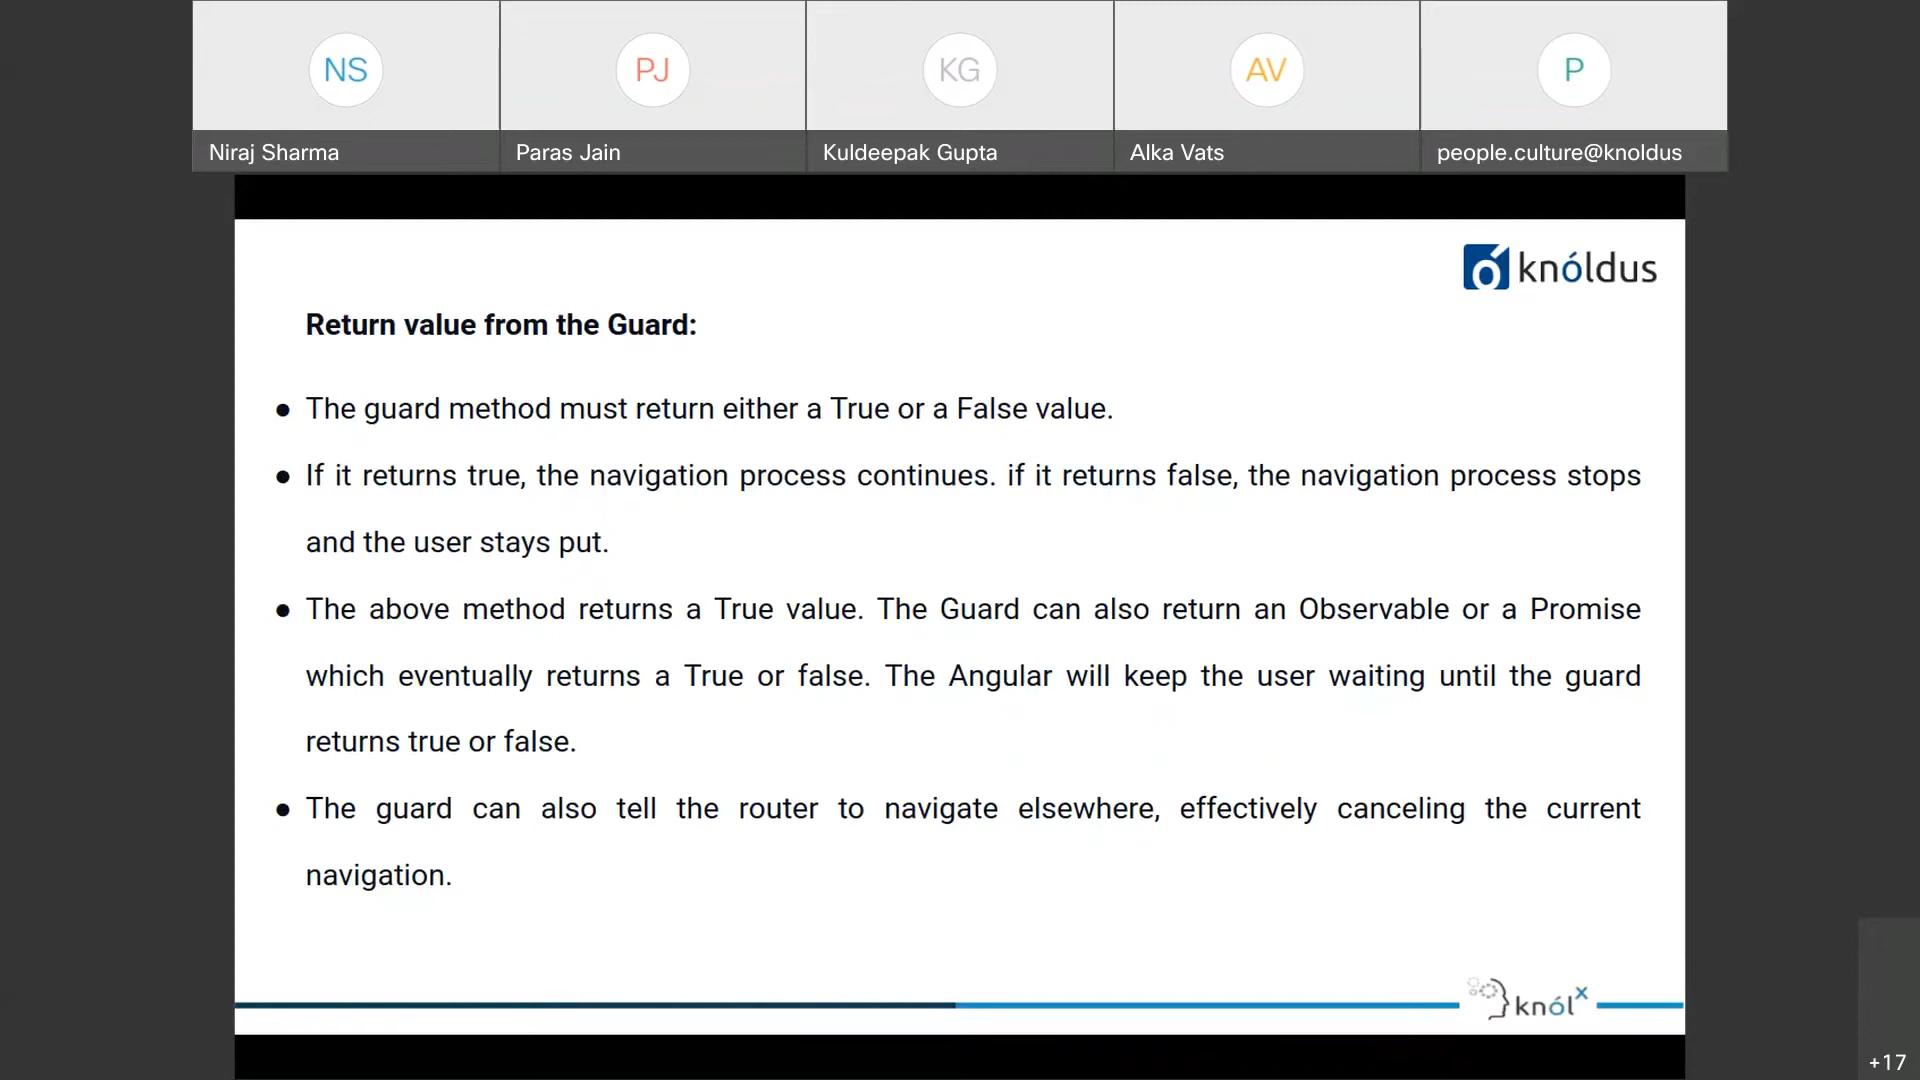 NS
PJ
KG
AV
P
Niraj Sharma
Paras Jain
Kuldeepak Gupta
Alka Vats
people.culture@knoldus
knóldus
Return value from the Guard:
● The guard method must return either a True or a False value.
● If it returns true, the navigation process continues. if it returns false, the navigation process stops
and the user stays put.
● The above method returns a True value. The Guard can also return an Observable or a Promise
which eventually returns a True or false. The Angular will keep the user waiting until the guard
returns true or false.
● The guard can also tell the router to navigate elsewhere, effectively canceling the current
navigation.
knólx
+17